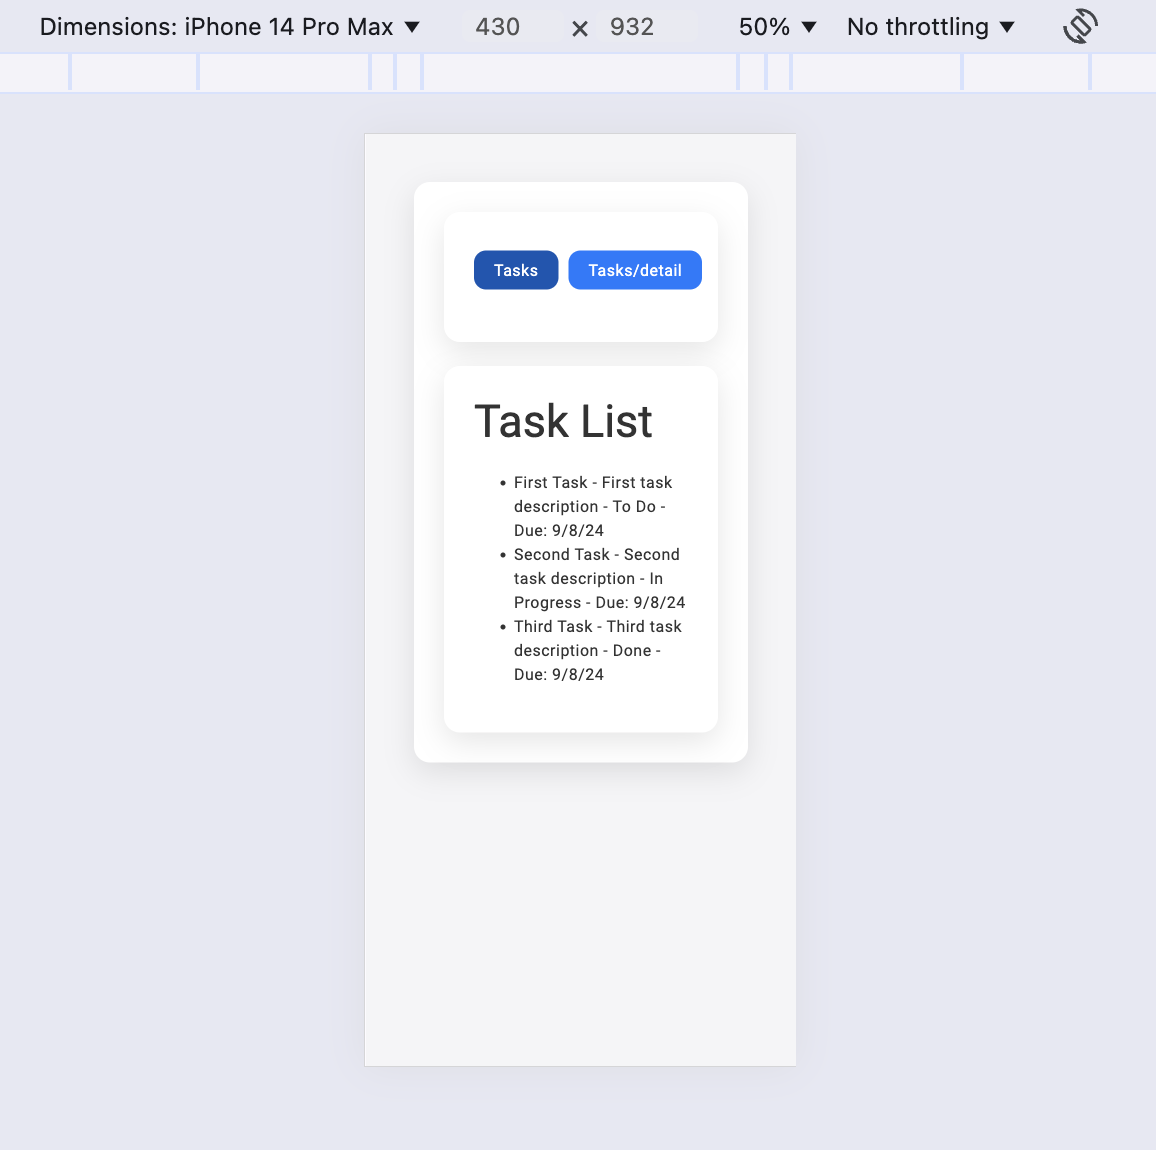 Dimensions: iPhone 14 Pro Max 430 × 932 50% No throttling
Tasks Tasks/detail
Task List
• First Task - First task
description - To Do -
Due: 9/8/24
• Second Task - Second
task description - In
Progress - Due: 9/8/24
• Third Task - Third task
description - Done -
Due: 9/8/24